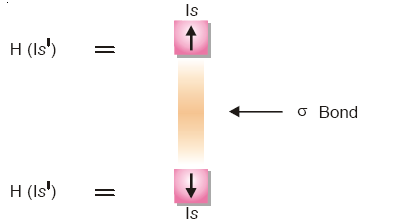 Is
H (Is¹) =
σ Bond
H (Is¹) =
Is